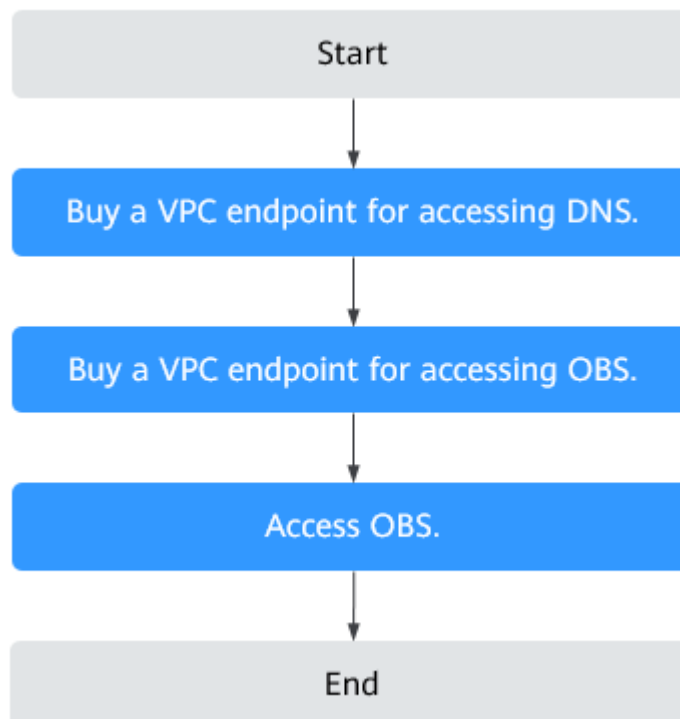 Start
Buy a VPC endpoint for accessing DNS.
Buy a VPC endpoint for accessing OBS.
Access OBS.
End